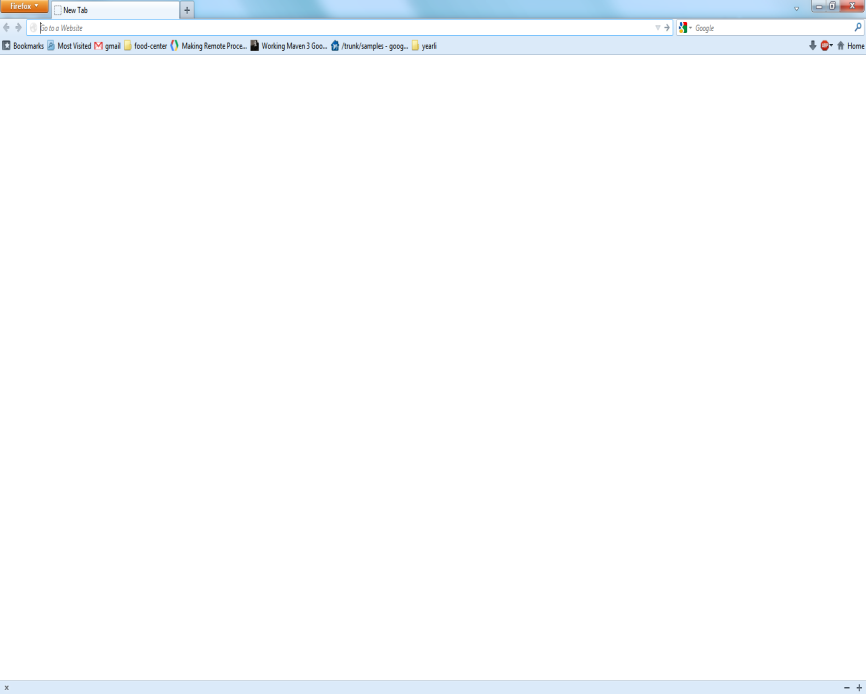 Firefox
New Tab
Go to a Website
Google
Bookmarks Most Visited gmail food-center Making Remote Proce... Working Maven 3 Goo... /trunk/samples - goog... yearli
Home